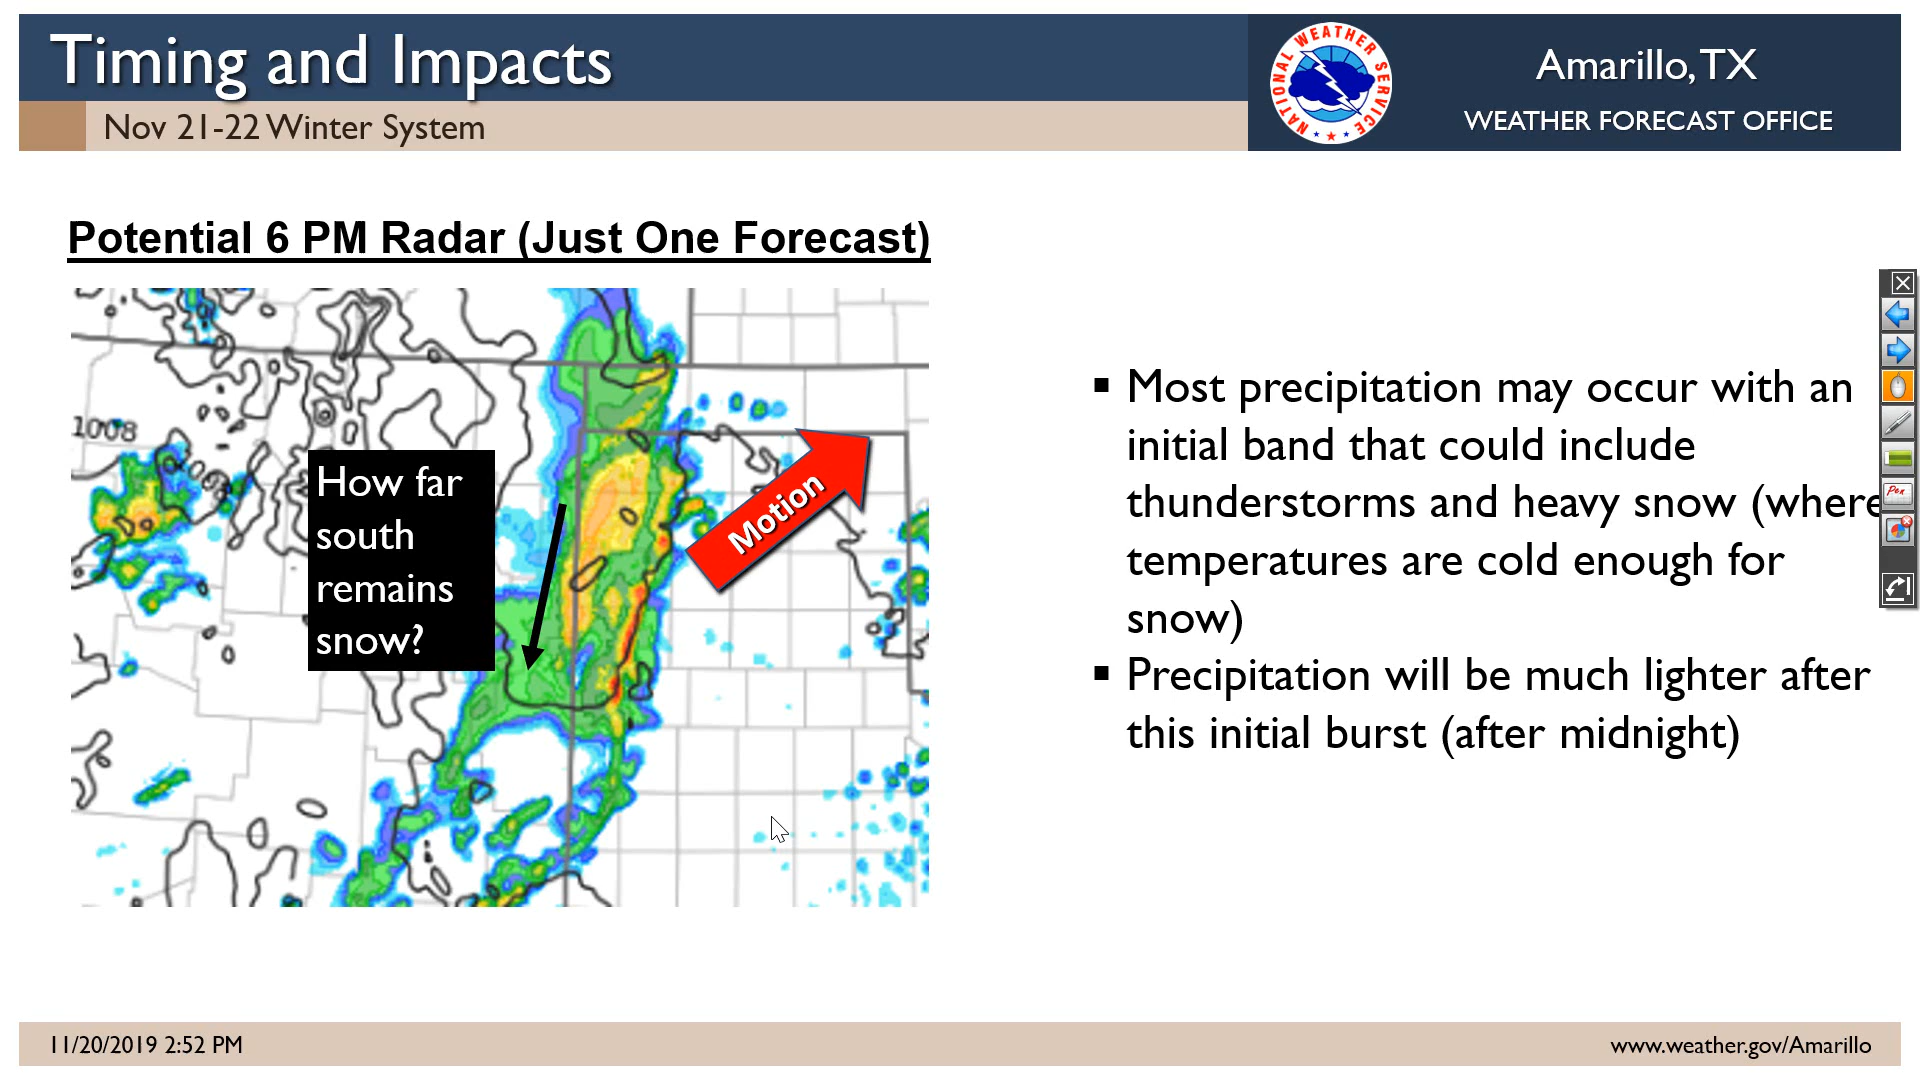 Timing and Impacts
Nov 21-22 Winter System
NATIONAL WEATHER SERVICE
Amarillo, TX
WEATHER FORECAST OFFICE
Potential 6 PM Radar (Just One Forecast)
1008
How far
south
remains
snow?
Motion
▪ Most precipitation may occur with an
initial band that could include
thunderstorms and heavy snow (where
temperatures are cold enough for
snow)
▪ Precipitation will be much lighter after
this initial burst (after midnight)
Pen
11/20/2019 2:52 PM
www.weather.gov/Amarillo